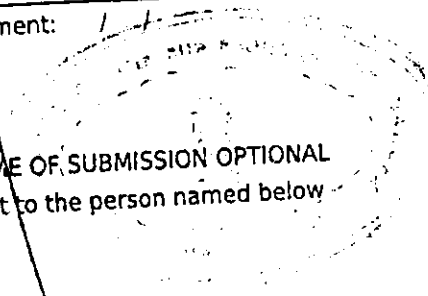 ment: / /
E OF SUBMISSION OPTIONAL
t to the person named below